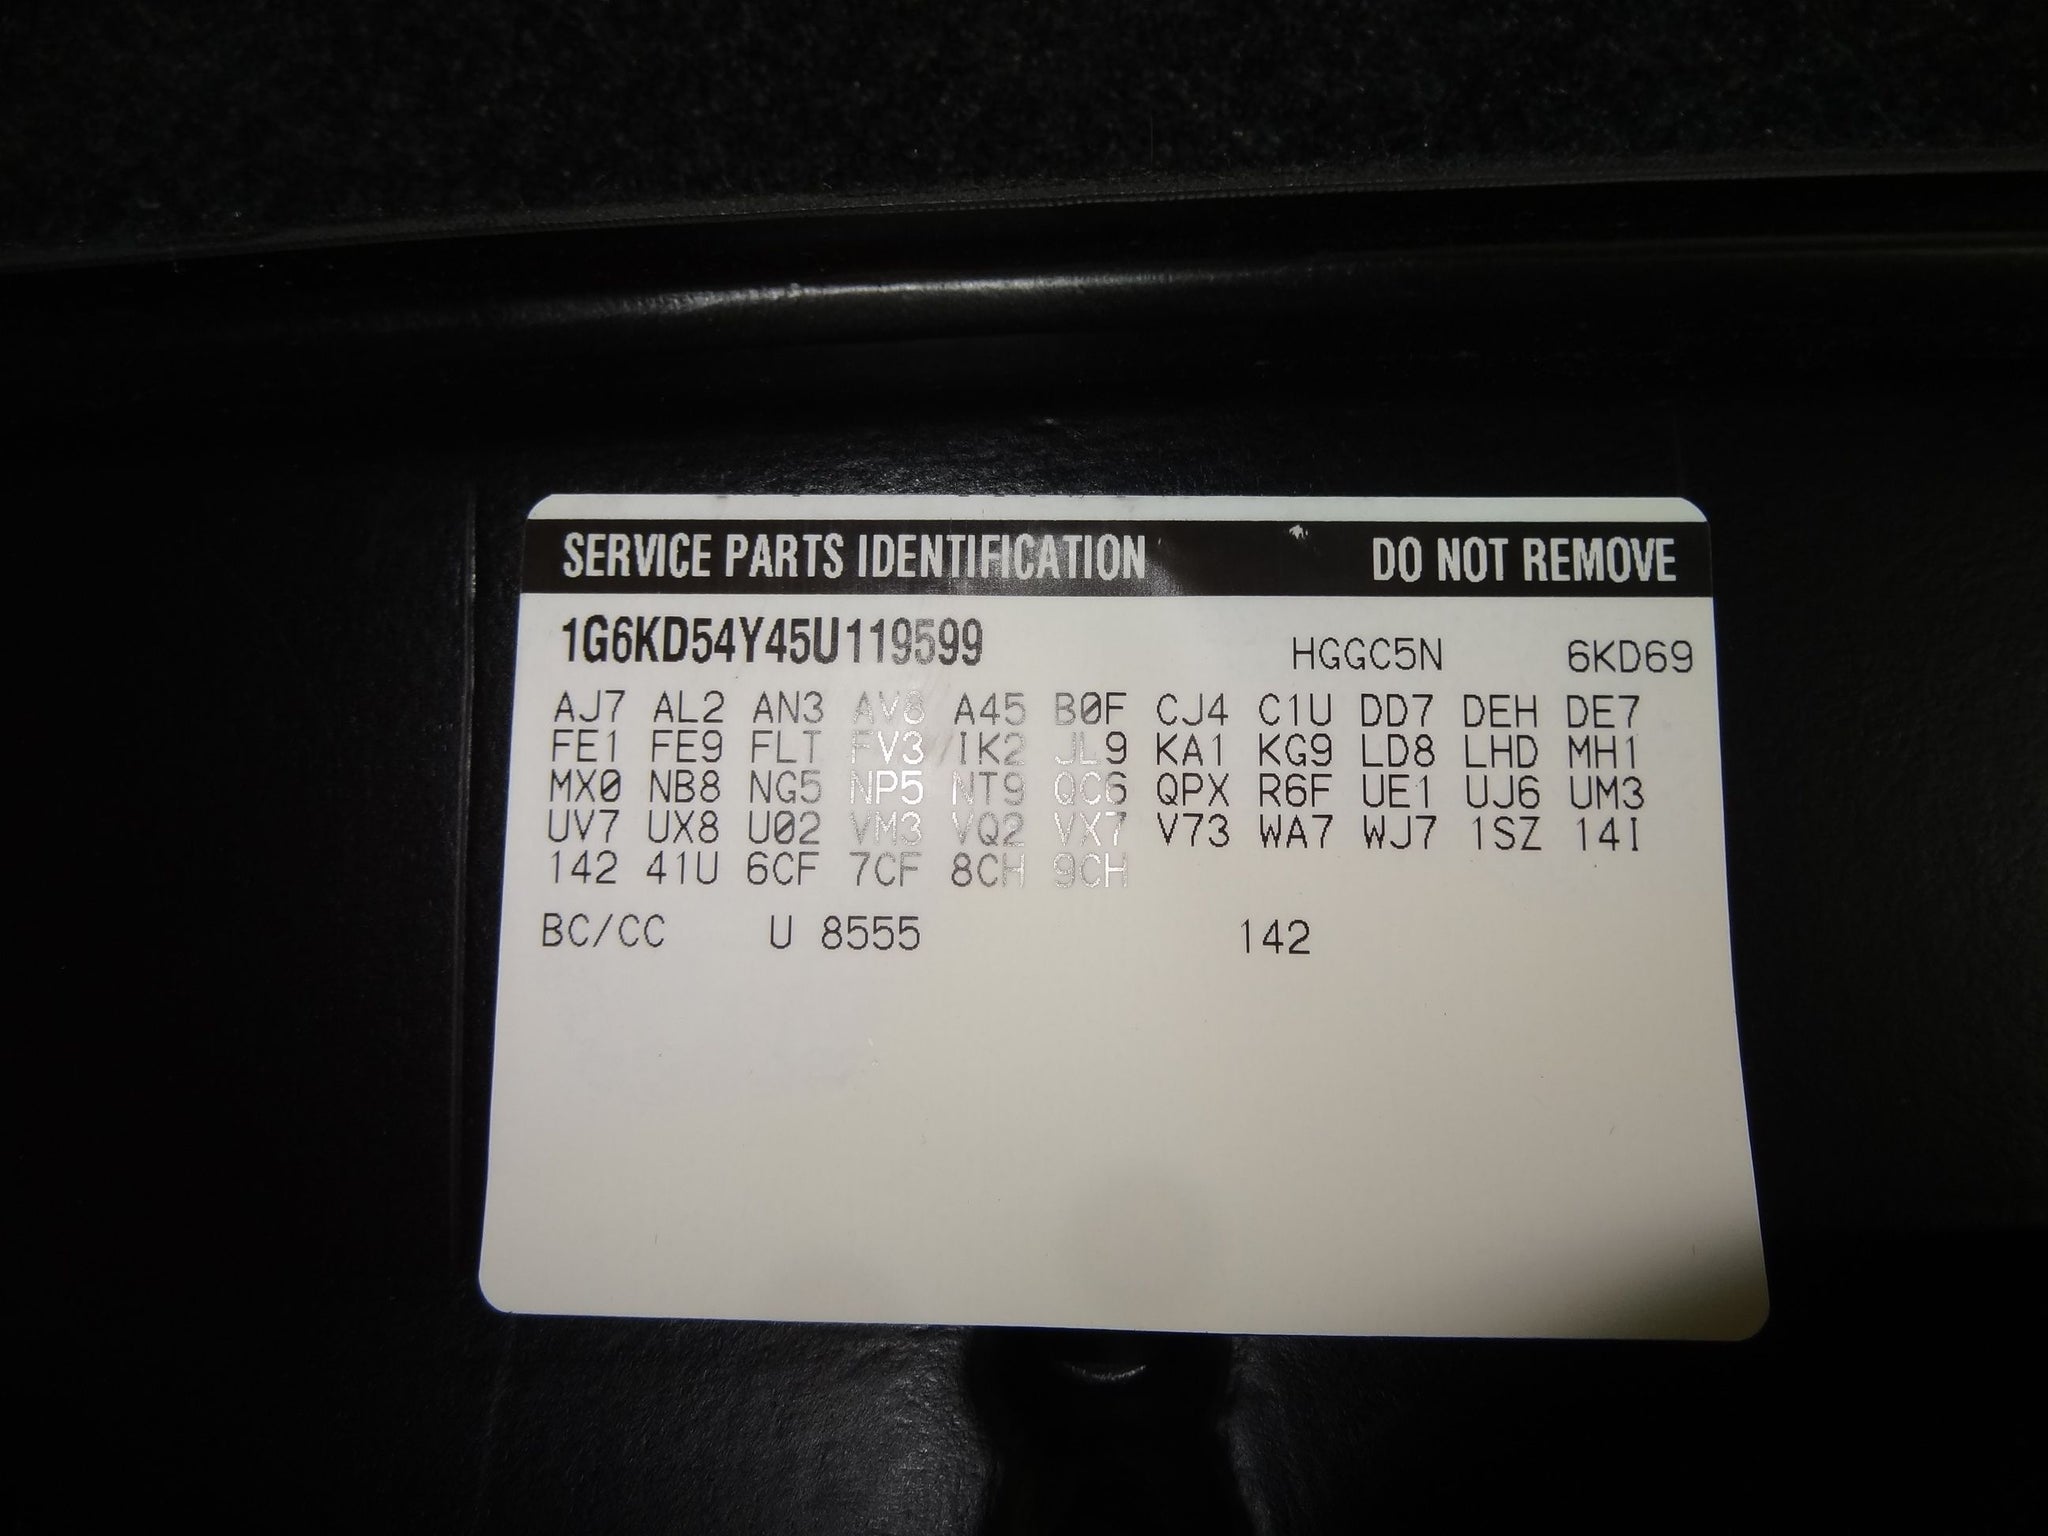 SERVICE PARTS IDENTIFICATION DO NOT REMOVE
1G6KD54Y45U119599 HGGC5N 6KD69
AJ7 AL2 AN3 AV8 A45 B0F CJ4 C1U DD7 DEH DE7
FE1 FE9 FLT FV3 IK2 JL9 KA1 KG9 LD8 LHD MH1
MX0 NB8 NG5 NP5 NT9 QC6 QPX R6F UE1 UJ6 UM3
UV7 UX8 U02 VM3 VQ2 VX7 V73 WA7 WJ7 1SZ 14I
142 41U 6CF 7CF 8CH 9CH
BC/CC U 8555 142